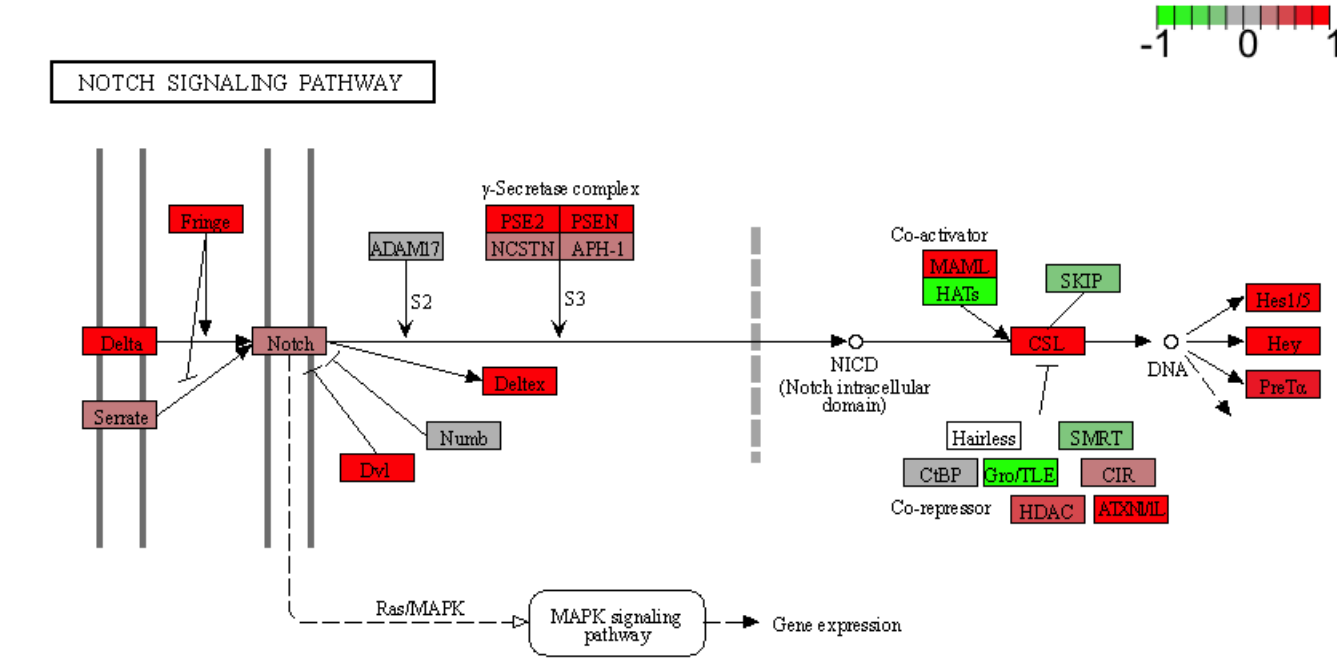 -1 0 1
NOTCH SIGNALING PATHWAY
γ-Secretase complex
Fringe
PSE2 PSEN
ADAM17
NCSTN APH-1
Co-activator
MAML
HATs
SKIP
S2
S3
Hes1/5
Delta
Notch
CSL
Hey
NICD
(Notch intracellular
domain)
DNA
Deltex
PreTα
Serrate
Numb
Hairless
SMRT
Dvl
CtBP
Gro/TLE
CIR
Co-repressor
HDAC
ATXN1/1L
Ras/MAPK
MAPK signaling
pathway
Gene expression